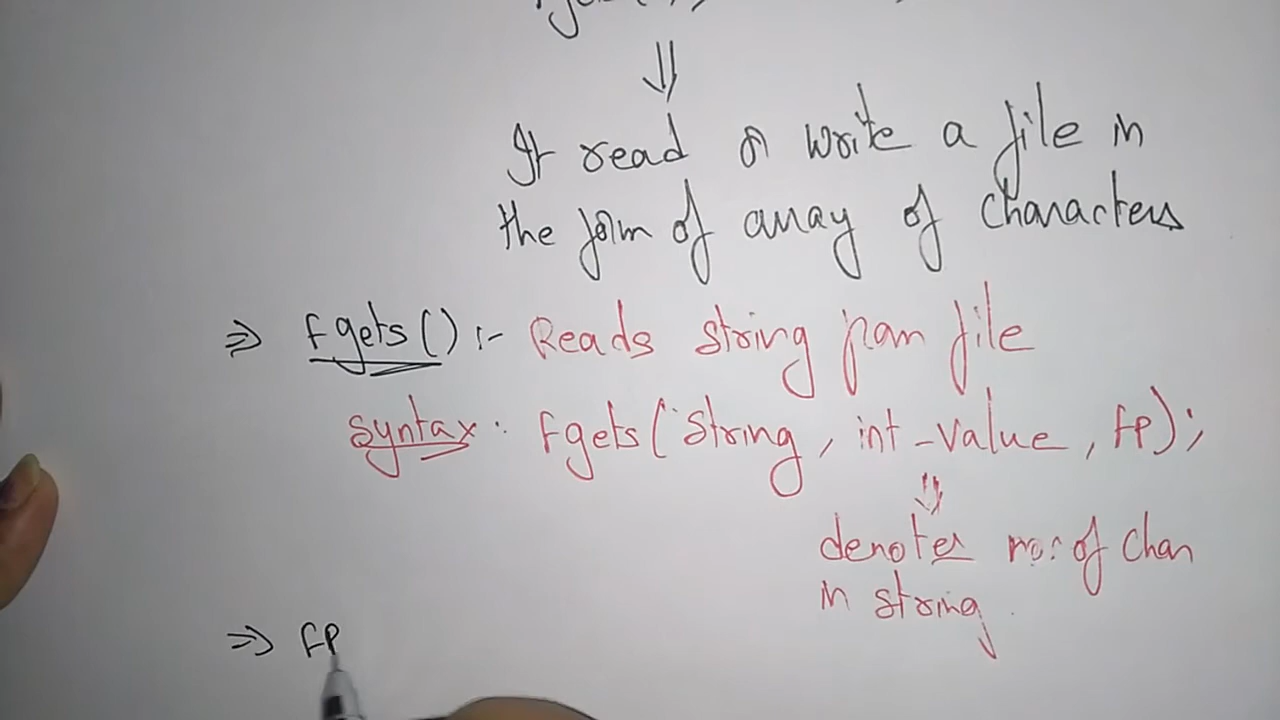 It read or write a file in
the form of array of characters
⇒ Fgets() :- Reads string from file
syntax : Fgets(string, int-value, fp);
⇓
denotes no: of char
in string
⇒ FP